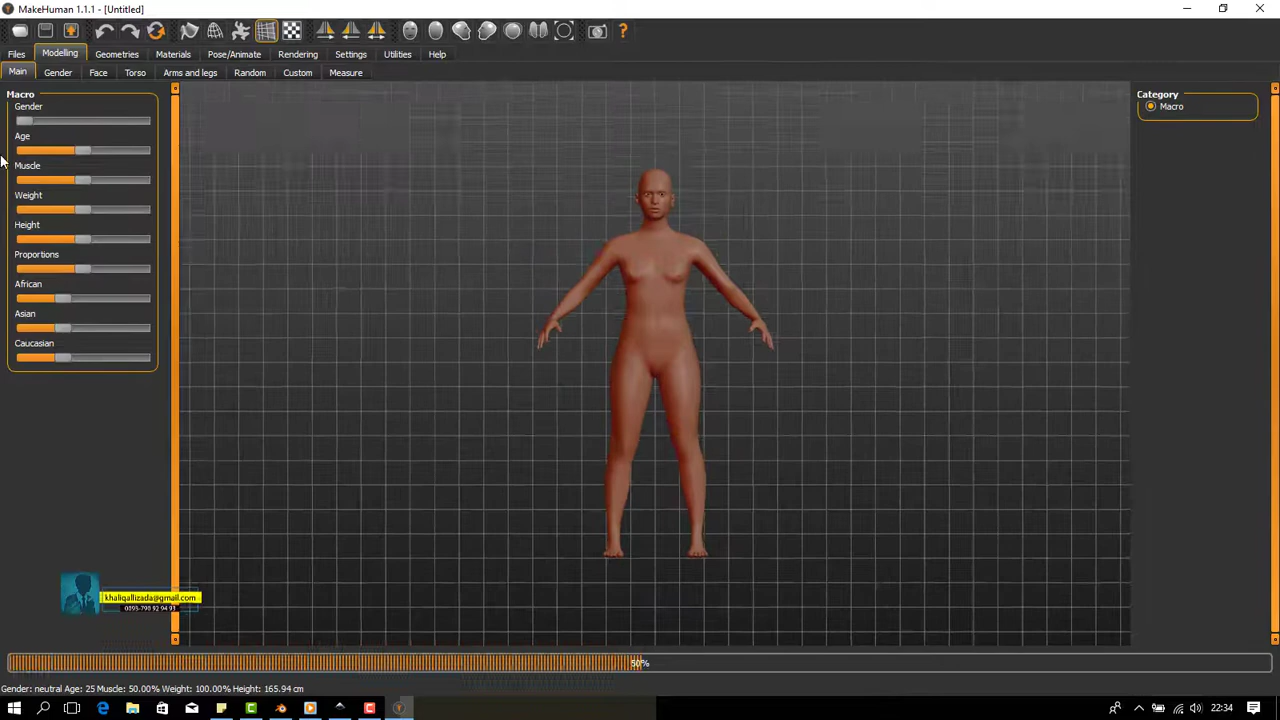 MakeHuman 1.1.1 - [Untitled]
Files Modelling Geometries Materials Pose/Animate Rendering Settings Utilities Help
Main Gender Face Torso Arms and legs Random Custom Measure
Macro
Gender
Age
Muscle
Weight
Height
Proportions
African
Asian
Caucasian
Category
Macro
khaliqallizada@gmail.com
50%
Gender: neutral Age: 25 Muscle: 50.00% Weight: 100.00% Height: 165.94 cm
22:34